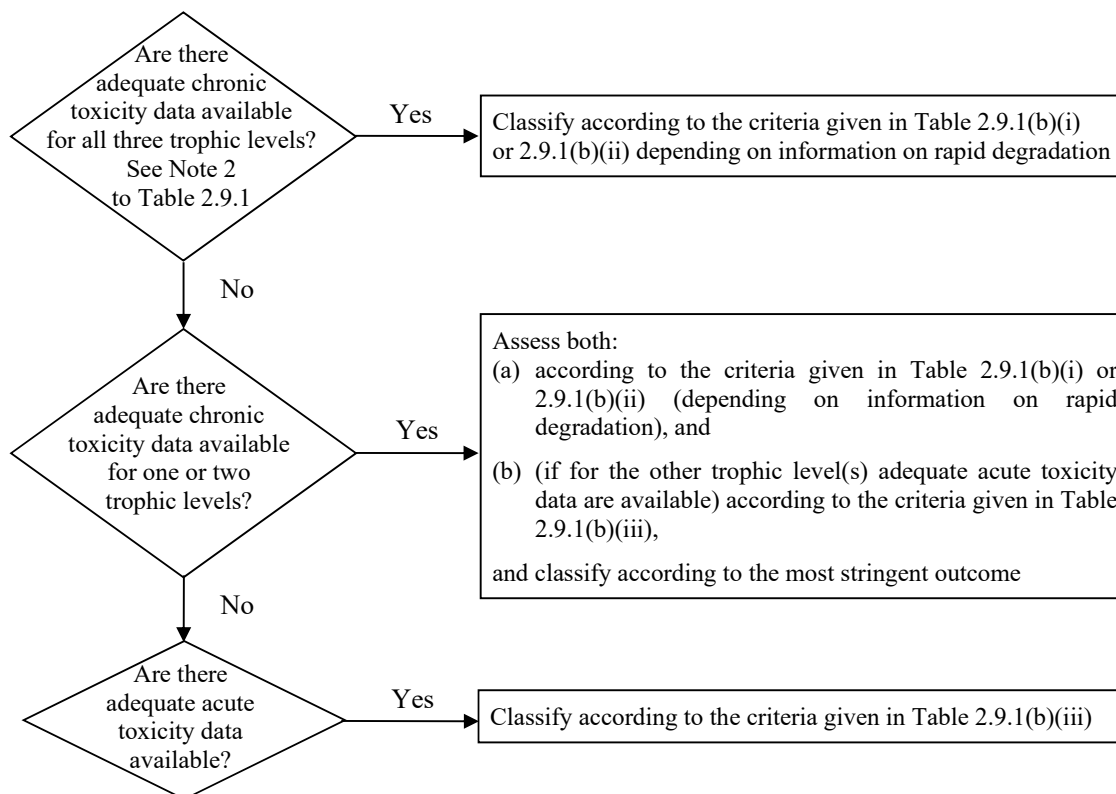 Are there
adequate chronic
toxicity data available
for all three trophic levels?
See Note 2
to Table 2.9.1
Yes
Classify according to the criteria given in Table 2.9.1(b)(i)
or 2.9.1(b)(ii) depending on information on rapid degradation
No
Are there
adequate chronic
toxicity data available
for one or two
trophic levels?
Yes
Assess both:
(a) according to the criteria given in Table 2.9.1(b)(i) or
2.9.1(b)(ii) (depending on information on rapid
degradation), and
(b) (if for the other trophic level(s) adequate acute toxicity
data are available) according to the criteria given in Table
2.9.1(b)(iii),
and classify according to the most stringent outcome
No
Are there
adequate acute
toxicity data
available?
Yes
Classify according to the criteria given in Table 2.9.1(b)(iii)